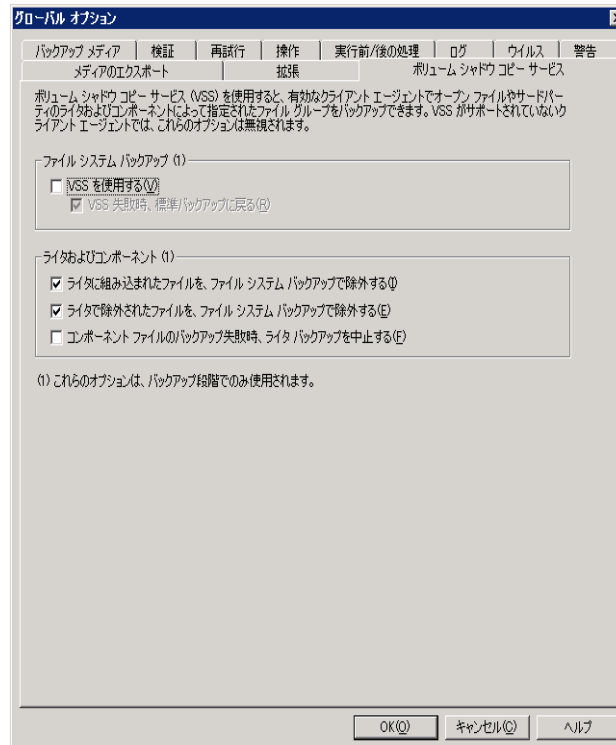 グローバル オプション
バックアップ メディア 検証 再試行 操作 実行前/後の処理 ログ ウイルス 警告
メディアのエクスポート 拡張 ボリューム シャドウ コピー サービス
ボリューム シャドウ コピー サービス (VSS) を使用すると、有効なクライアント エージェントでオープン ファイルやサードパー
ティのライタおよびコンポーネントによって指定されたファイル グループをバックアップできます。VSS がサポートされていないク
ライアント エージェントでは、これらのオプションは無視されます。
ファイル システム バックアップ (1)
VSS を使用する(V)
VSS 失敗時、標準バックアップに戻る(R)
ライタおよびコンポーネント (1)
ライタに組み込まれたファイルを、ファイル システム バックアップで除外する(I)
ライタで除外されたファイルを、ファイル システム バックアップで除外する(E)
コンポーネント ファイルのバックアップ失敗時、ライタ バックアップを中止する(F)
(1) これらのオプションは、バックアップ段階でのみ使用されます。
OK(O) キャンセル(C) ヘルプ